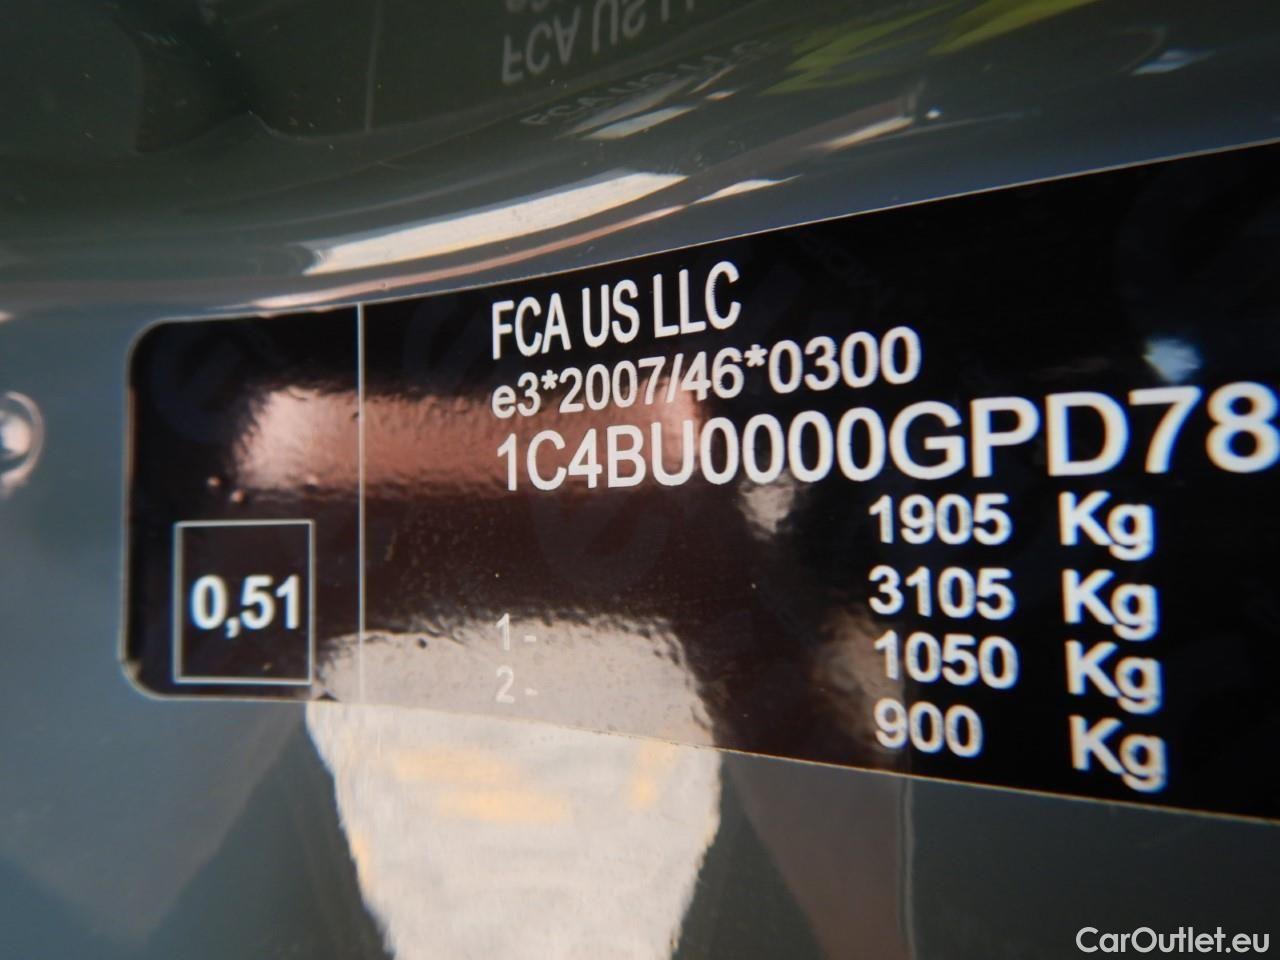 FCA US LLC
e3*2007/46*0300
1C4BU0000GPD78
1905 Kg
3105 Kg
1- 1050 Kg
2- 900 Kg
0,51
CarOutlet.eu